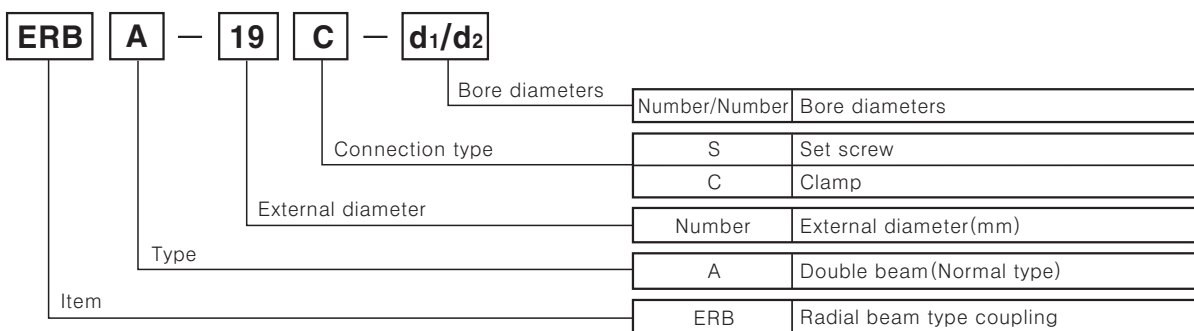 ERB A – 19 C – d1/d2
Bore diameters
Number/Number Bore diameters
Connection type
S Set screw
C Clamp
External diameter
Number External diameter(mm)
Type
A Double beam(Normal type)
Item
ERB Radial beam type coupling